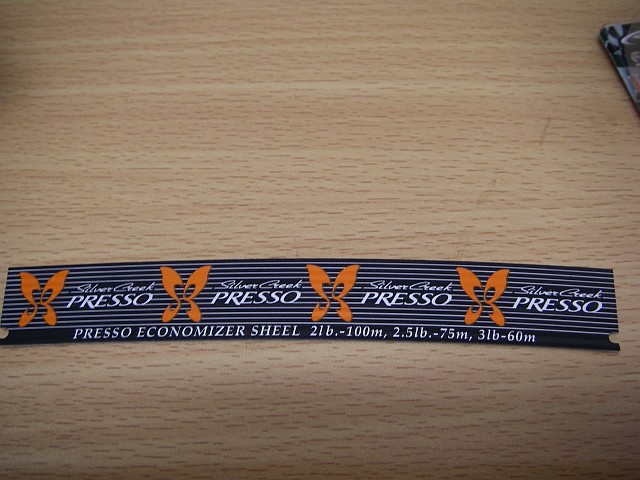 Silver Creek Silver Creek Silver Creek Silver Creek
PRESSO PRESSO PRESSO PRESSO
PRESSO ECONOMIZER SHEEL 2lb.-100m, 2.5lb.-75m, 3lb-60m